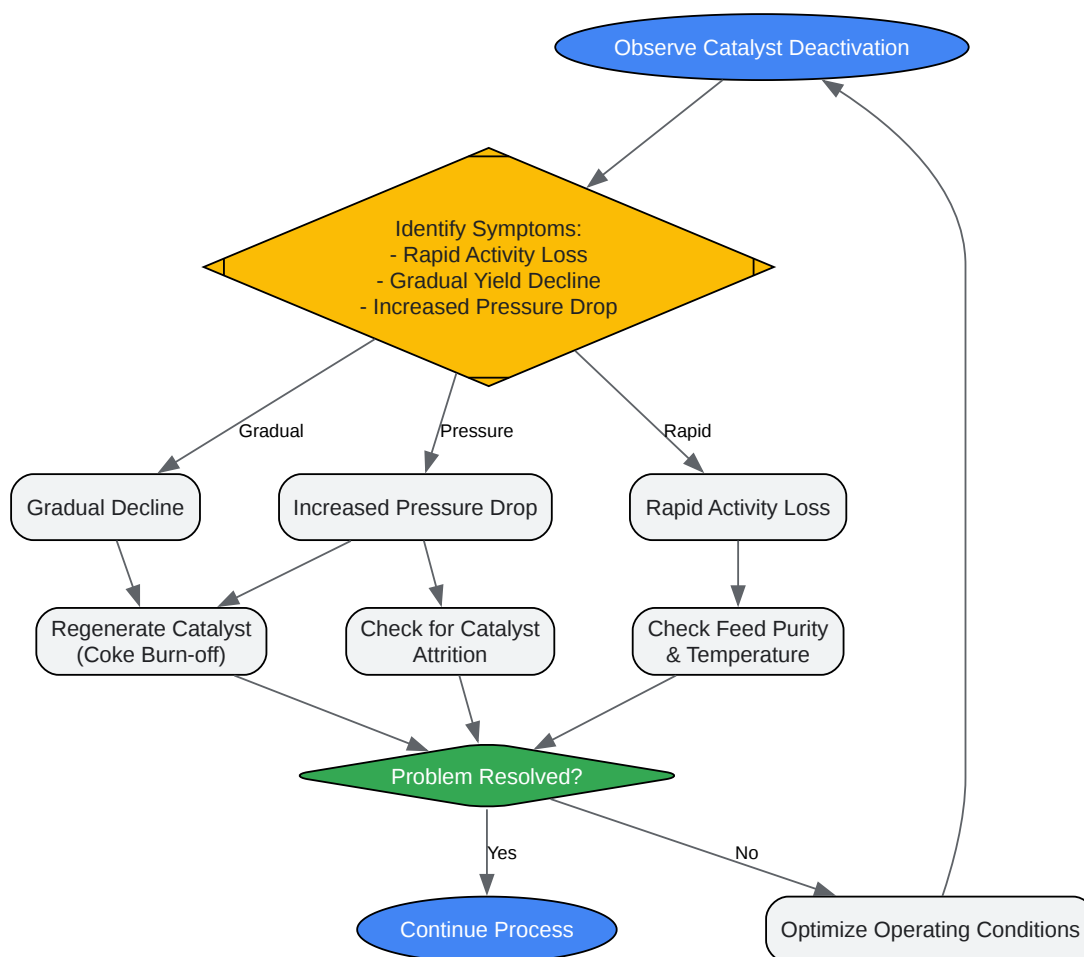 Observe Catalyst Deactivation
Identify Symptoms:
- Rapid Activity Loss
- Gradual Yield Decline
- Increased Pressure Drop
Gradual
Pressure
Rapid
Gradual Decline
Increased Pressure Drop
Rapid Activity Loss
Regenerate Catalyst
(Coke Burn-off)
Check for Catalyst
Attrition
Check Feed Purity
& Temperature
Problem Resolved?
Yes
No
Continue Process
Optimize Operating Conditions